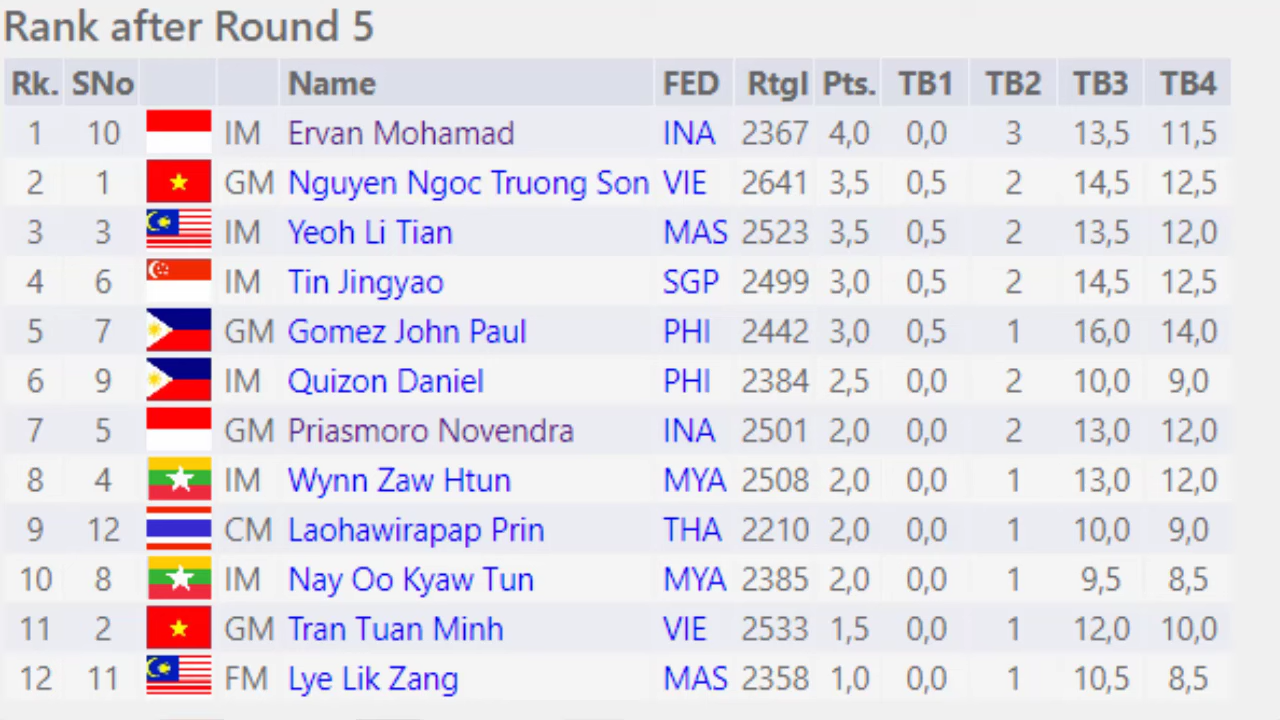 Rank after Round 5
Rk. SNo Name FED RtgI Pts. TB1 TB2 TB3 TB4
1 10 IM Ervan Mohamad INA 2367 4,0 0,0 3 13,5 11,5
2 1 GM Nguyen Ngoc Truong Son VIE 2641 3,5 0,5 2 14,5 12,5
3 3 IM Yeoh Li Tian MAS 2523 3,5 0,5 2 13,5 12,0
4 6 IM Tin Jingyao SGP 2499 3,0 0,5 2 14,5 12,5
5 7 GM Gomez John Paul PHI 2442 3,0 0,5 1 16,0 14,0
6 9 IM Quizon Daniel PHI 2384 2,5 0,0 2 10,0 9,0
7 5 GM Priasmoro Novendra INA 2501 2,0 0,0 2 13,0 12,0
8 4 IM Wynn Zaw Htun MYA 2508 2,0 0,0 1 13,0 12,0
9 12 CM Laohawirapap Prin THA 2210 2,0 0,0 1 10,0 9,0
10 8 IM Nay Oo Kyaw Tun MYA 2385 2,0 0,0 1 9,5 8,5
11 2 GM Tran Tuan Minh VIE 2533 1,5 0,0 1 12,0 10,0
12 11 FM Lye Lik Zang MAS 2358 1,0 0,0 1 10,5 8,5